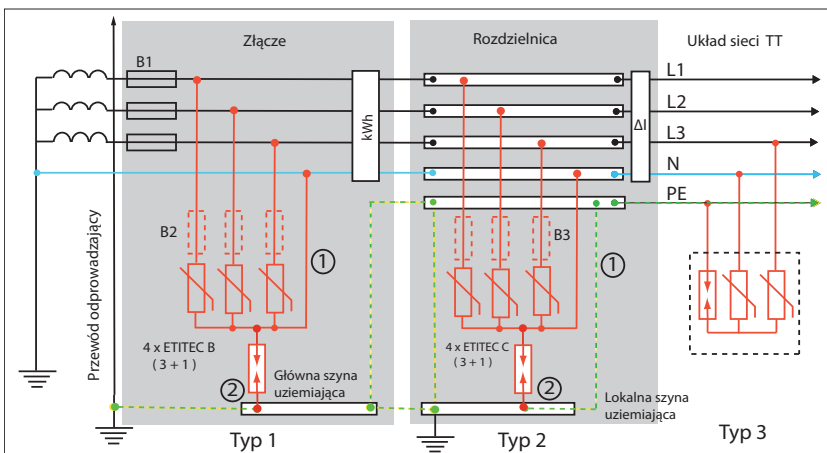 Złącze
Rozdzielnica
Układ sieci TT
B1
L1
L2
L3
N
PE
kWh
ΔI
Przewód odprowadzający
B2
1
B3
1
4 x ETITEC B
( 3 + 1 )
4 x ETITEC C
( 3 + 1 )
2
Główna szyna
uziemiająca
2
Lokalna szyna
uziemiająca
Typ 1
Typ 2
Typ 3